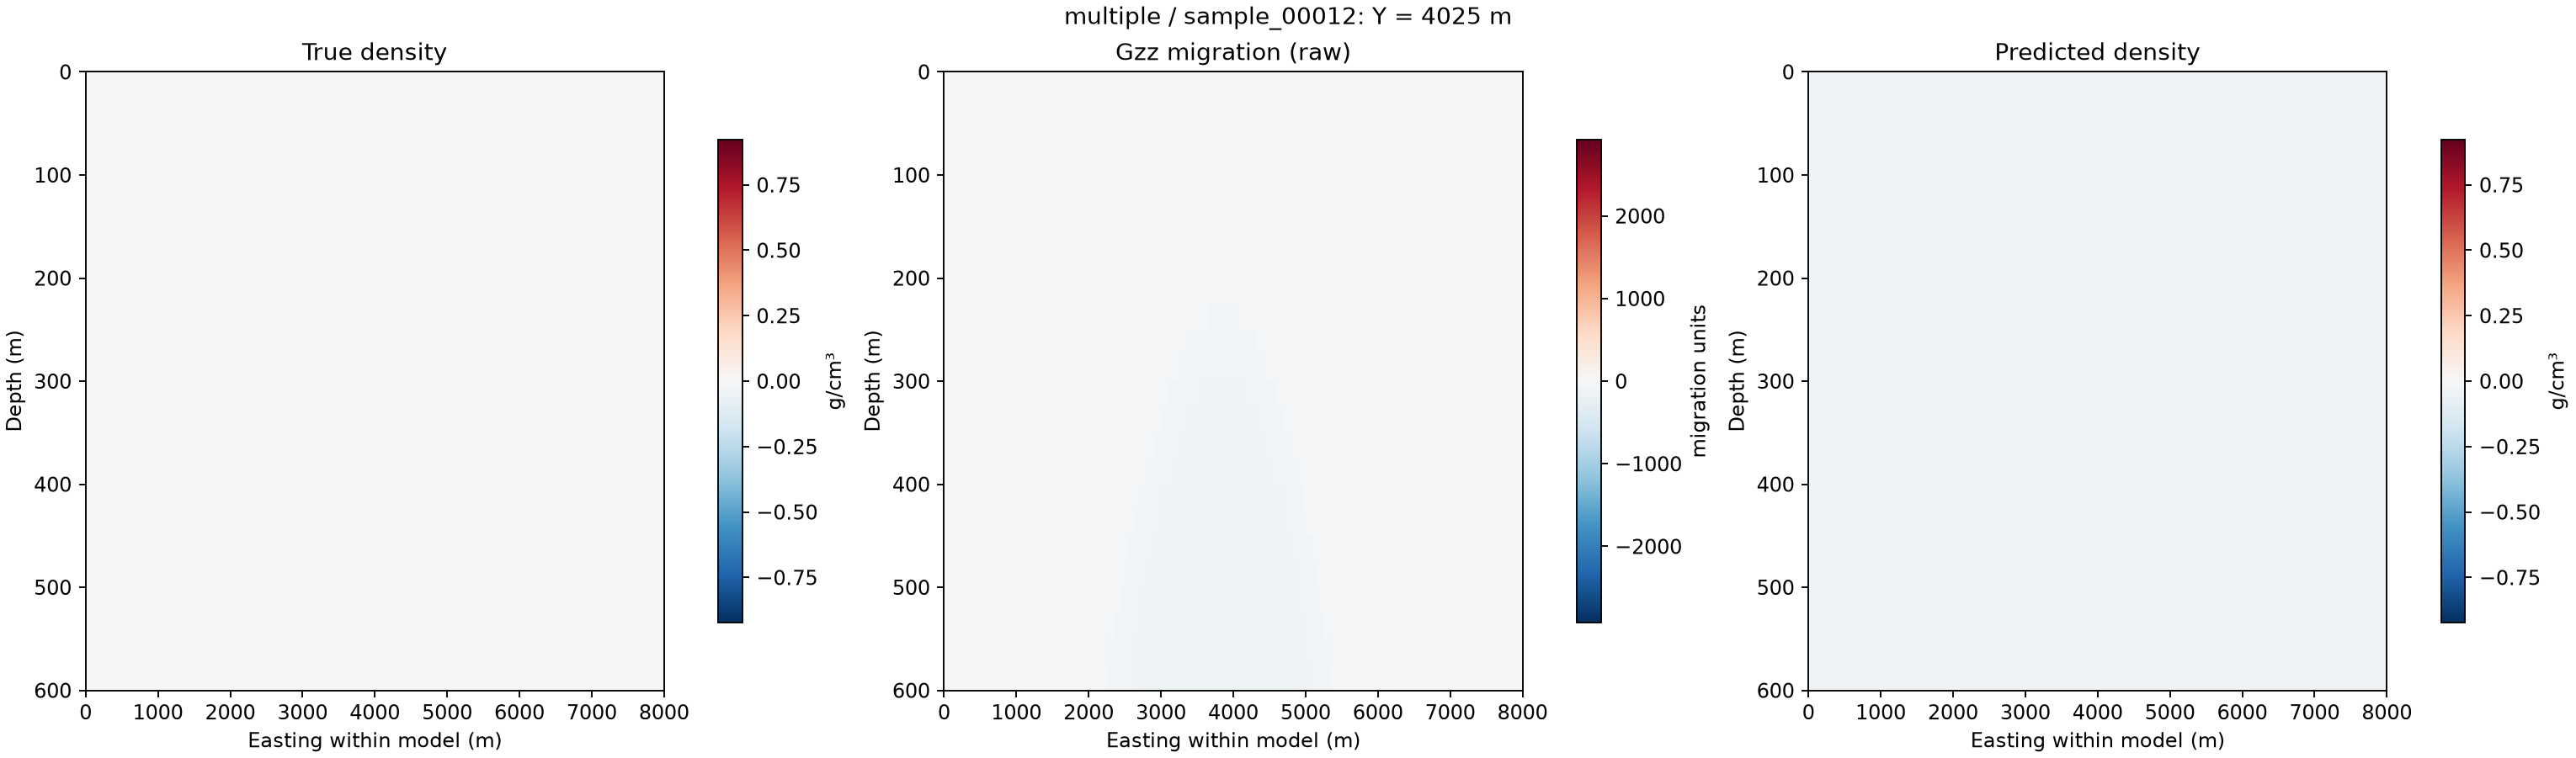 multiple / sample_00012: Y = 4025 m
True density
0
100
200
300
400
500
600
Depth (m)
0 1000 2000 3000 4000 5000 6000 7000 8000
Easting within model (m)
0.75
0.50
0.25
0.00
−0.25
−0.50
−0.75
g/cm³
Gzz migration (raw)
0
100
200
300
400
500
600
Depth (m)
0 1000 2000 3000 4000 5000 6000 7000 8000
Easting within model (m)
2000
1000
0
−1000
−2000
migration units
Predicted density
0
100
200
300
400
500
600
Depth (m)
0 1000 2000 3000 4000 5000 6000 7000 8000
Easting within model (m)
0.75
0.50
0.25
0.00
−0.25
−0.50
−0.75
g/cm³